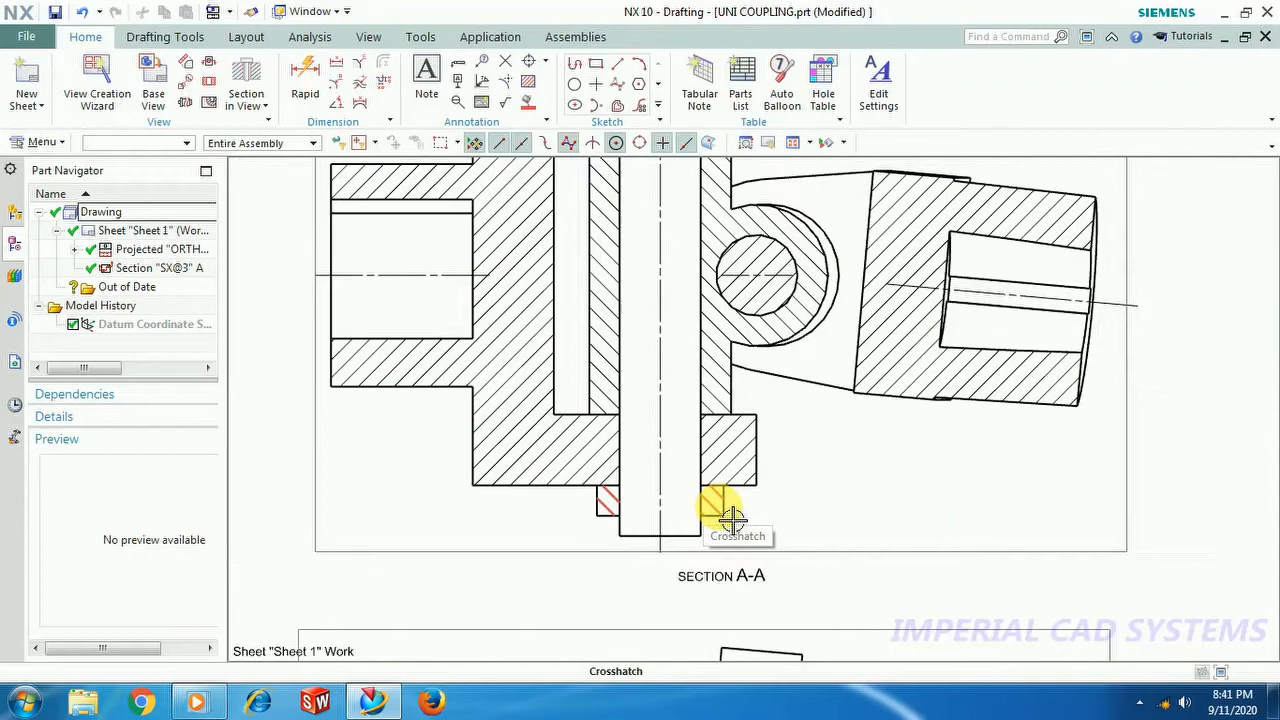 NX
Window
NX 10 - Drafting - [UNI COUPLING.prt (Modified) ]
SIEMENS
File
Home
Drafting Tools
Layout
Analysis
View
Tools
Application
Assemblies
Find a Command
Tutorials
New
Sheet
View Creation
Wizard
Base
View
Section
in View
Rapid
Note
Tabular
Note
Parts
List
Auto
Balloon
Hole
Table
Edit
Settings
View
Dimension
Annotation
Sketch
Table
Menu
Entire Assembly
Part Navigator
Name
Drawing
Sheet "Sheet 1" (Wor...
Projected "ORTH...
Section "SX@3" A
Out of Date
Model History
Datum Coordinate S...
Dependencies
Details
Preview
No preview available
Crosshatch
SECTION A-A
IMPERIAL CAD SYSTEMS
Sheet "Sheet 1" Work
Crosshatch
SW
8:41 PM
9/11/2020